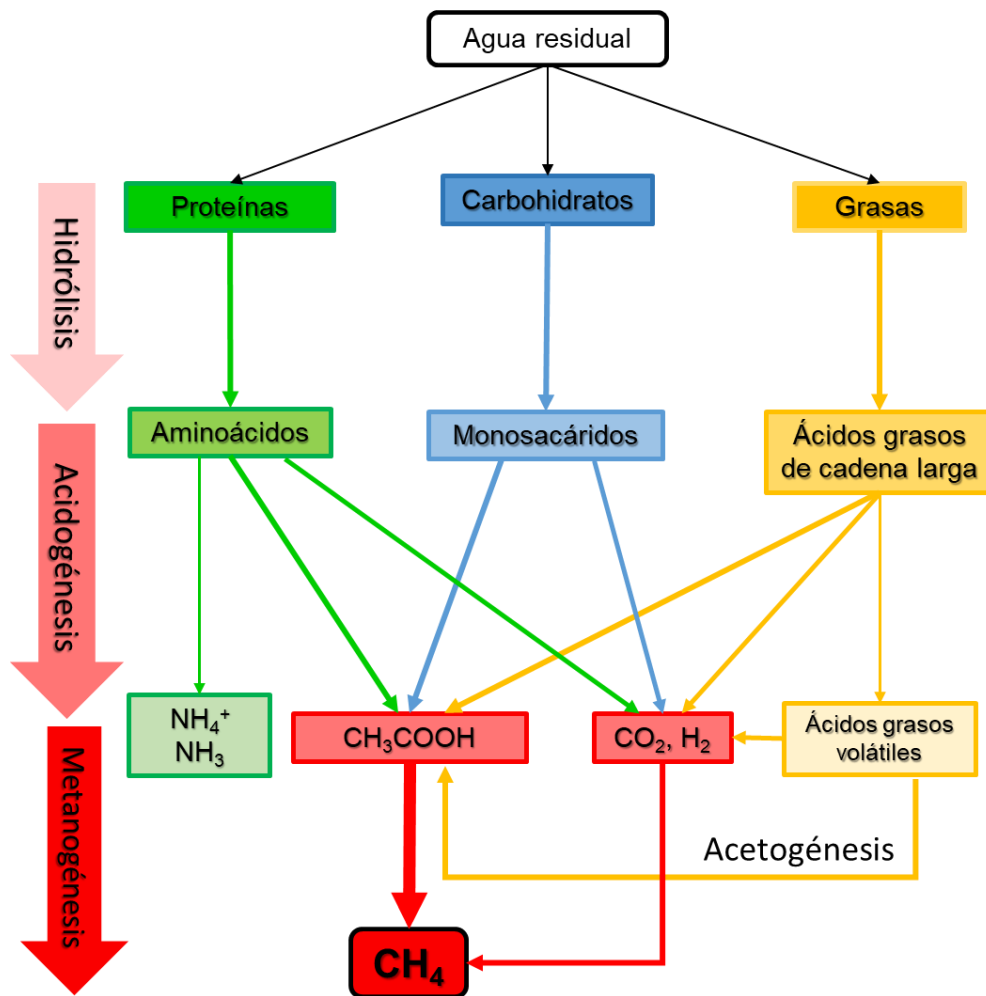 Agua residual
Proteínas
Carbohidratos
Grasas
Hidrólisis
Aminoácidos
Monosacáridos
Ácidos grasos
de cadena larga
Acidogénesis
NH₄⁺
NH₃
CH₃COOH
CO₂, H₂
Ácidos grasos
volátiles
Metanogénesis
Acetogénesis
CH₄